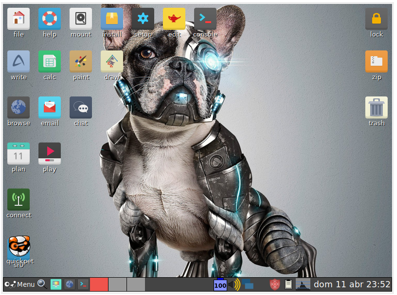 file help mount install setup edit console lock
write calc paint draw zip
browse email chat trash
plan play
11
connect
quickpet
Menu 100 dom 11 abr 23:52